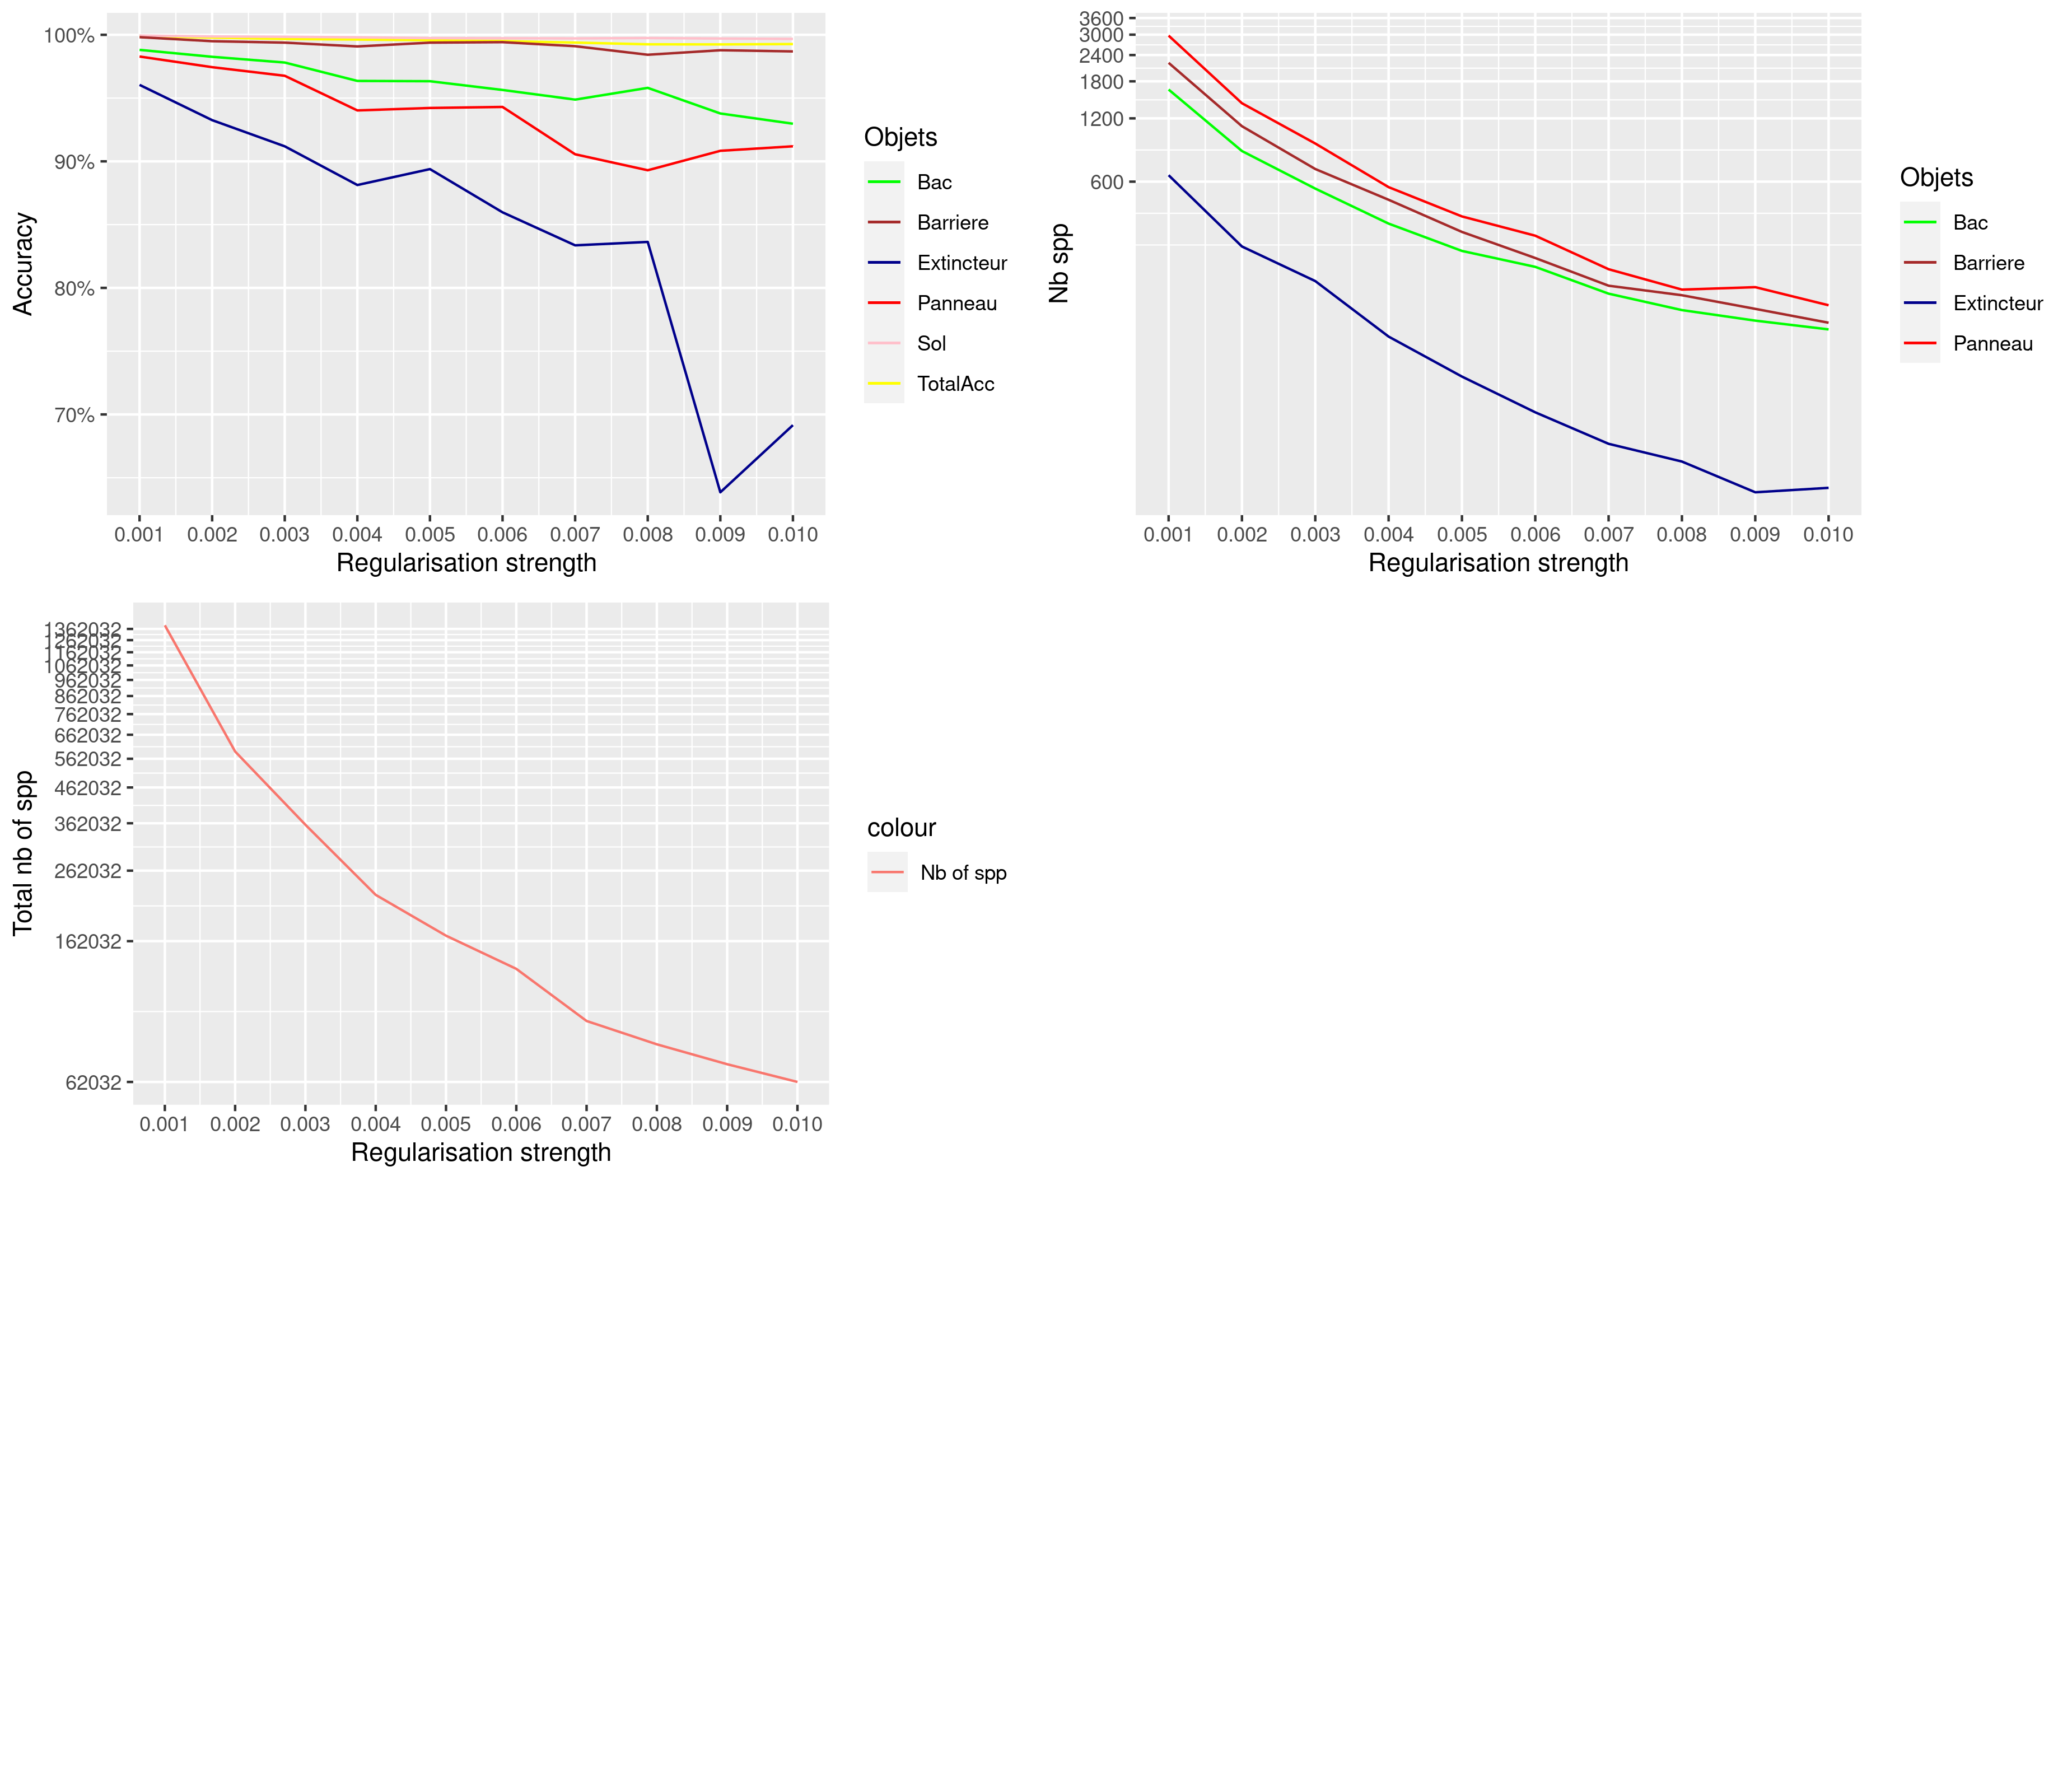 Accuracy
100%
90%
80%
70%
0.001 0.002 0.003 0.004 0.005 0.006 0.007 0.008 0.009 0.010
Regularisation strength
Objets
Bac
Barriere
Extincteur
Panneau
Sol
TotalAcc
Nb spp
3600
3000
2400
1800
1200
600
0.001 0.002 0.003 0.004 0.005 0.006 0.007 0.008 0.009 0.010
Regularisation strength
Objets
Bac
Barriere
Extincteur
Panneau
Total nb of spp
1362032
1262032
1162032
1062032
962032
862032
762032
662032
562032
462032
362032
262032
162032
62032
0.001 0.002 0.003 0.004 0.005 0.006 0.007 0.008 0.009 0.010
Regularisation strength
colour
Nb of spp